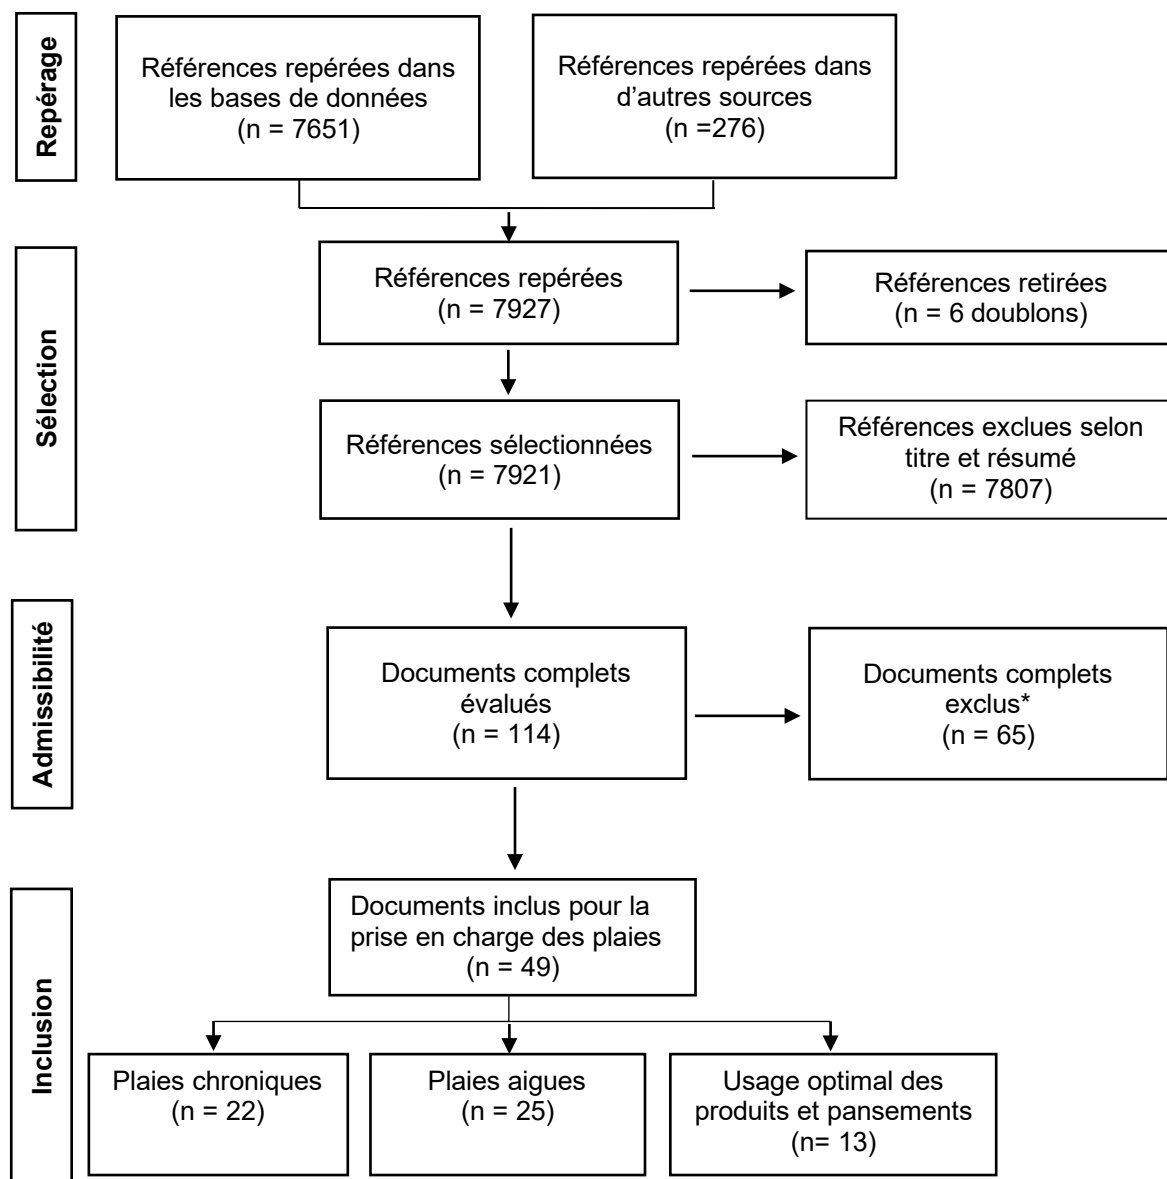 Repérage
Références repérées dans
les bases de données
(n = 7651)
Références repérées dans
d'autres sources
(n =276)
Sélection
Références repérées
(n = 7927)
Références retirées
(n = 6 doublons)
Références sélectionnées
(n = 7921)
Références exclues selon
titre et résumé
(n = 7807)
Admissibilité
Documents complets
évalués
(n = 114)
Documents complets
exclus*
(n = 65)
Inclusion
Documents inclus pour la
prise en charge des plaies
(n = 49)
Plaies chroniques
(n = 22)
Plaies aigues
(n = 25)
Usage optimal des
produits et pansements
(n= 13)